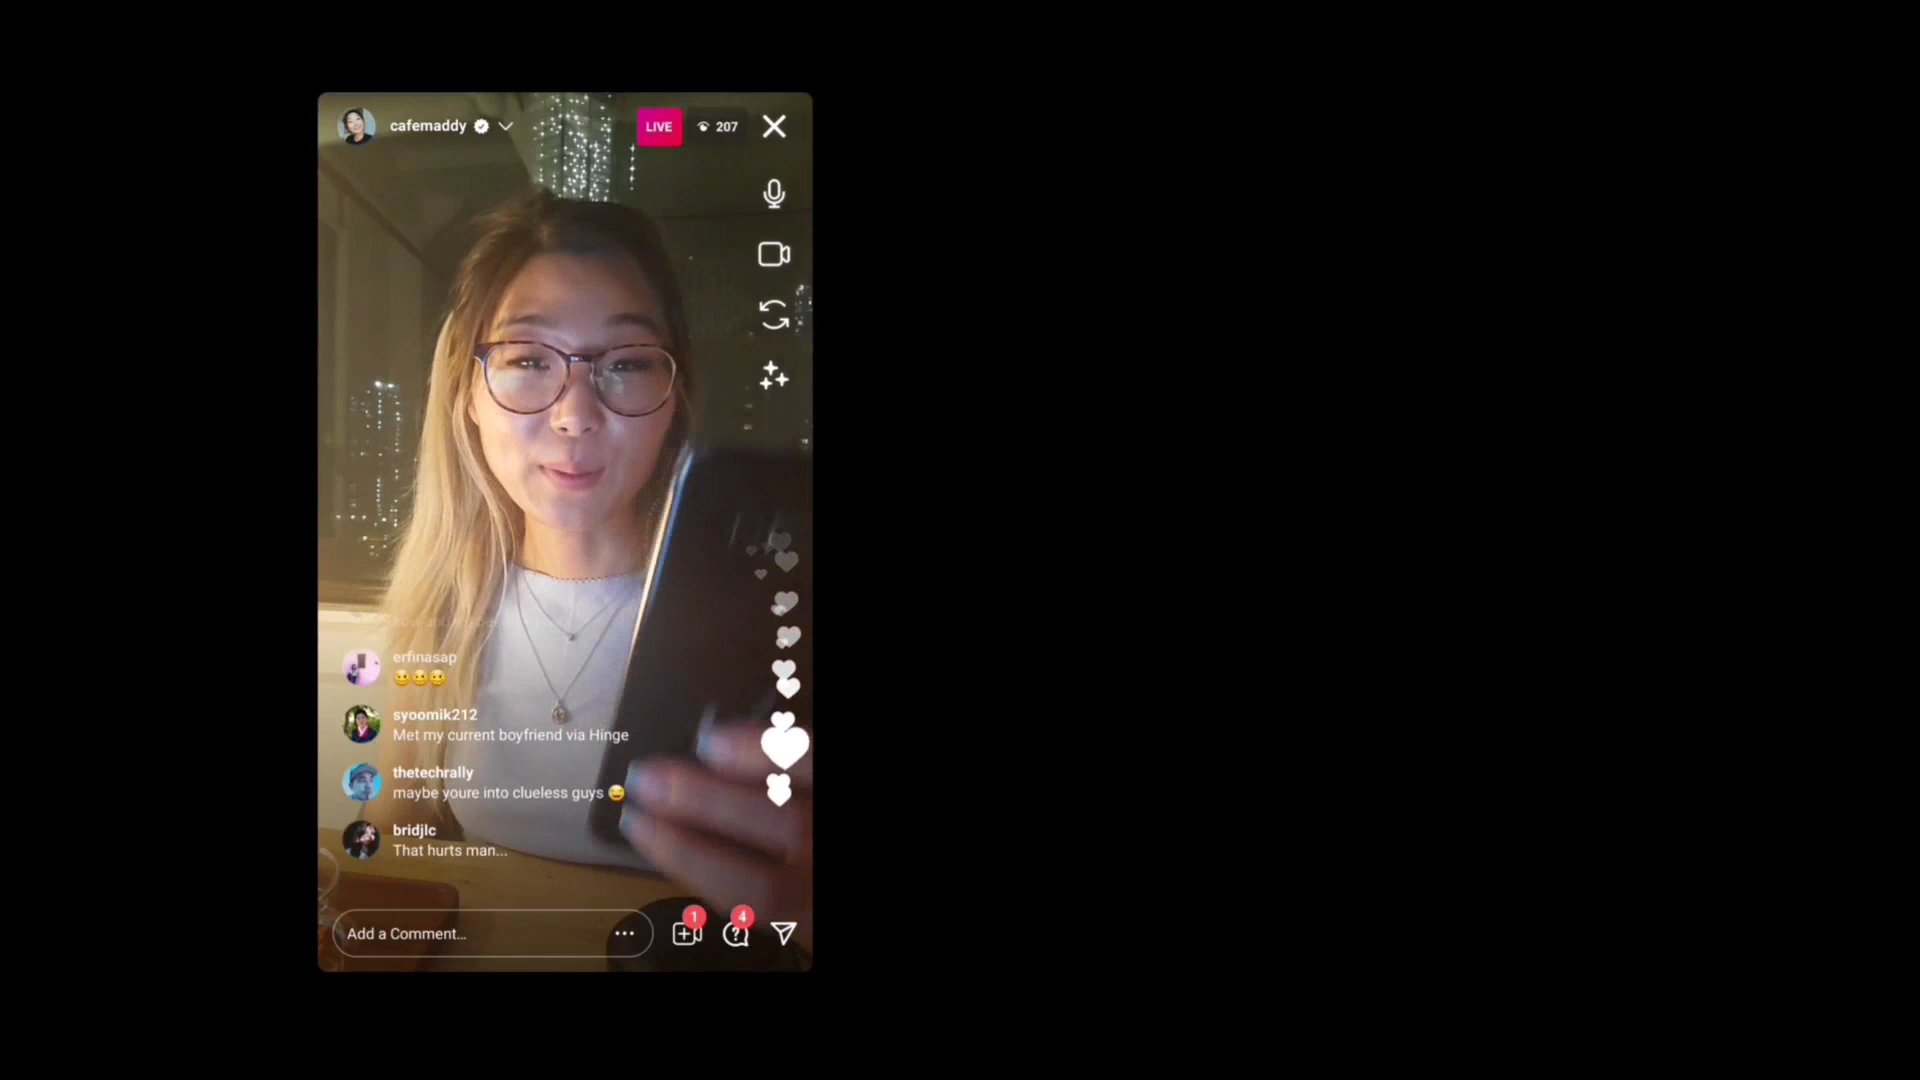 cafemaddy
LIVE
207
erfinasap
syoomik212
Met my current boyfriend via Hinge
thetechrally
maybe youre into clueless guys 😅
bridjlc
That hurts man...
Add a Comment...
1
4